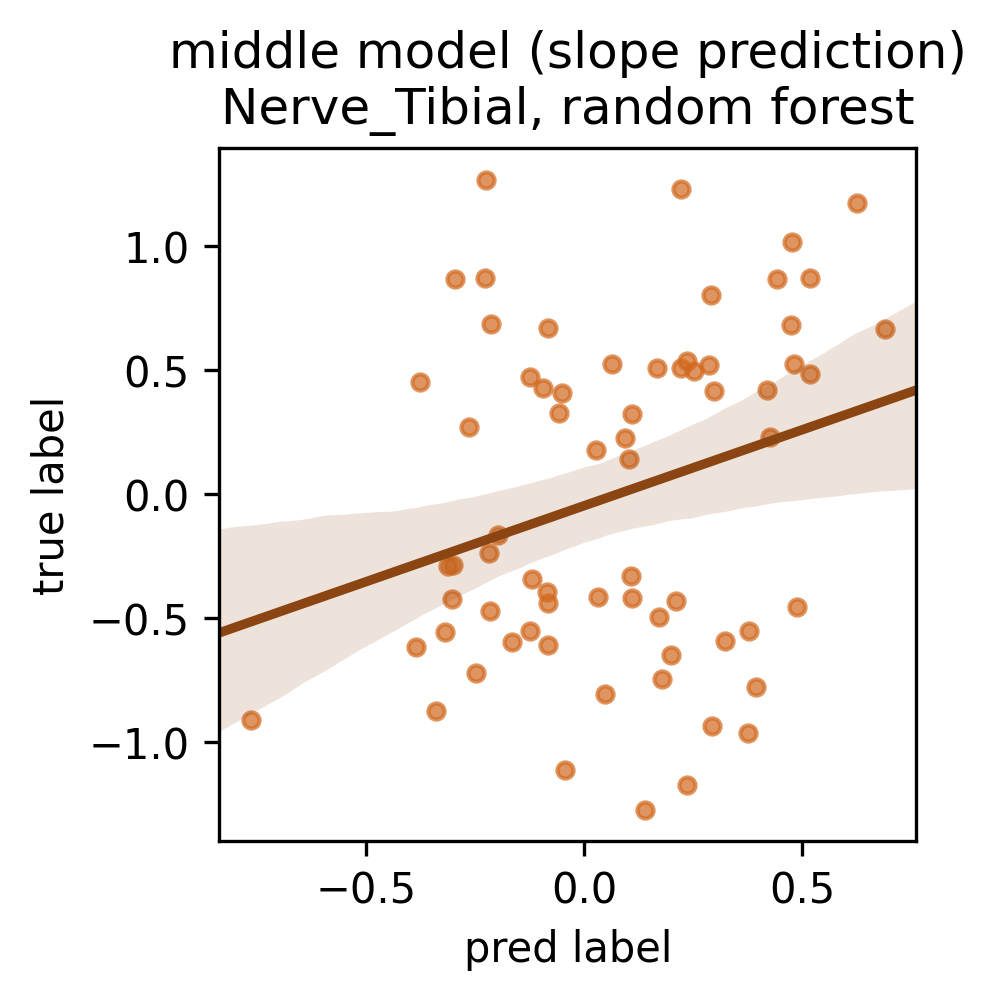 middle model (slope prediction)
Nerve_Tibial, random forest
1.0
0.5
0.0
−0.5
−1.0
true label
−0.5
0.0
0.5
pred label